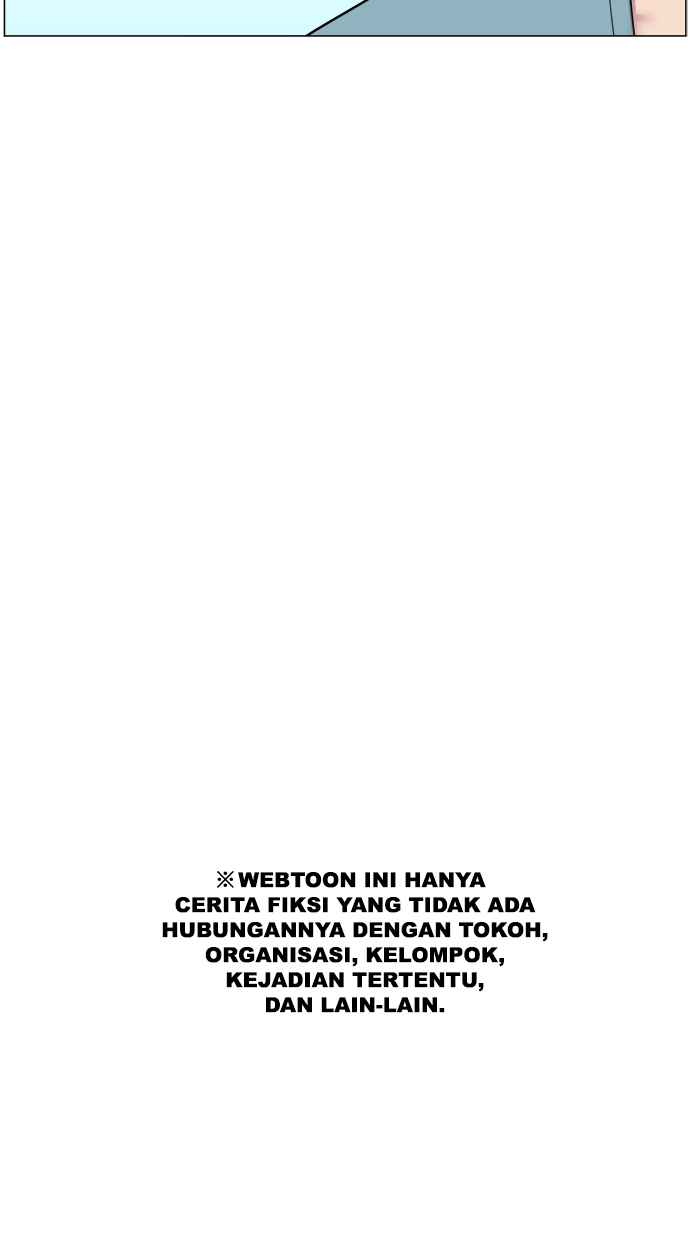 ※WEBTOON INI HANYA
CERITA FIKSI YANG TIDAK ADA
HUBUNGANNYA DENGAN TOKOH,
ORGANISASI, KELOMPOK,
KEJADIAN TERTENTU,
DAN LAIN-LAIN.